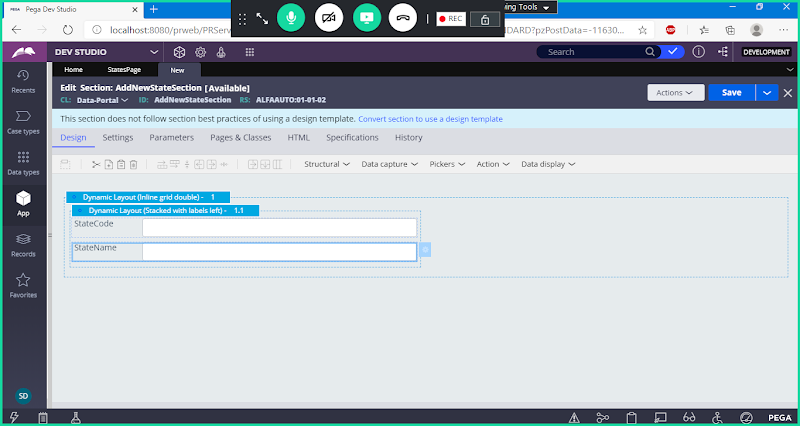 PEGA Pega Dev Studio
ing Tools
REC
localhost:8080/prweb/PRServ
NDARD?pzPostData=-11630...
DEV STUDIO
Search
DEVELOPMENT
Home StatesPage New
Edit Section: AddNewStateSection [Available]
CL: Data-Portal ID: AddNewStateSection RS: ALFAAUTO:01-01-02
Actions Save
This section does not follow section best practices of using a design template. Convert section to use a design template
Design Settings Parameters Pages & Classes HTML Specifications History
Structural Data capture Pickers Action Data display
Dynamic Layout (Inline grid double) - 1
Dynamic Layout (Stacked with labels left) - 1.1
StateCode
StateName
Recents
Case types
Data types
App
Records
Favorites
SD
PEGA